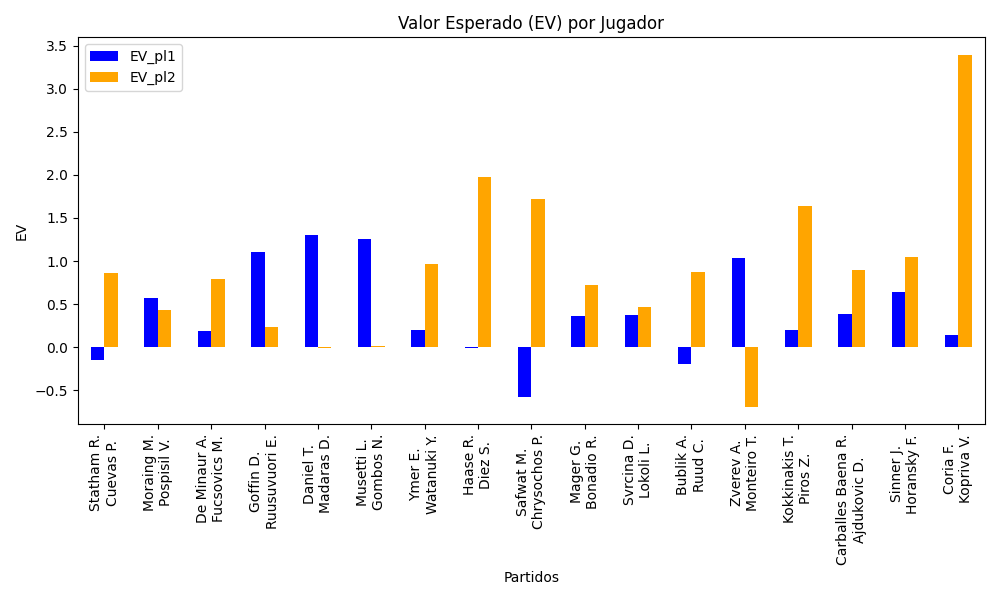 Valor Esperado (EV) por Jugador
EV_pl1
EV_pl2
3.5
3.0
2.5
2.0
1.5
1.0
0.5
0.0
−0.5
EV
Statham R.
Cuevas P.
Moraing M.
Pospisil V.
De Minaur A.
Fucsovics M.
Goffin D.
Ruusuvuori E.
Daniel T.
Madaras D.
Musetti L.
Gombos N.
Ymer E.
Watanuki Y.
Haase R.
Diez S.
Safwat M.
Chrysochos P.
Mager G.
Bonadio R.
Svrcina D.
Lokoli L.
Bublik A.
Ruud C.
Zverev A.
Monteiro T.
Kokkinakis T.
Piros Z.
Carballes Baena R.
Ajdukovic D.
Sinner J.
Horansky F.
Coria F.
Kopriva V.
Partidos